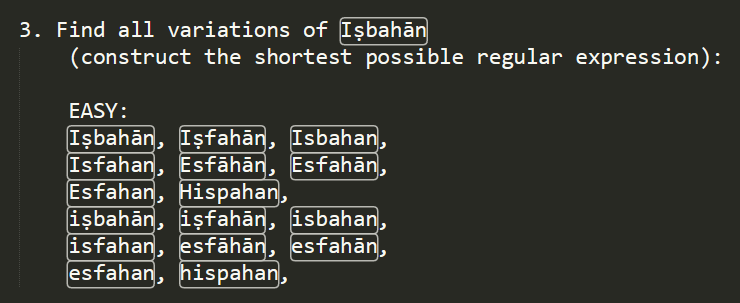 3. Find all variations of Iṣbahān
(construct the shortest possible regular expression):
EASY:
Iṣbahān, Iṣfahān, Isbahan,
Isfahan, Esfāhān, Esfahān,
Esfahan, Hispahan,
iṣbahān, iṣfahān, isbahan,
isfahan, esfāhān, esfahān,
esfahan, hispahan,